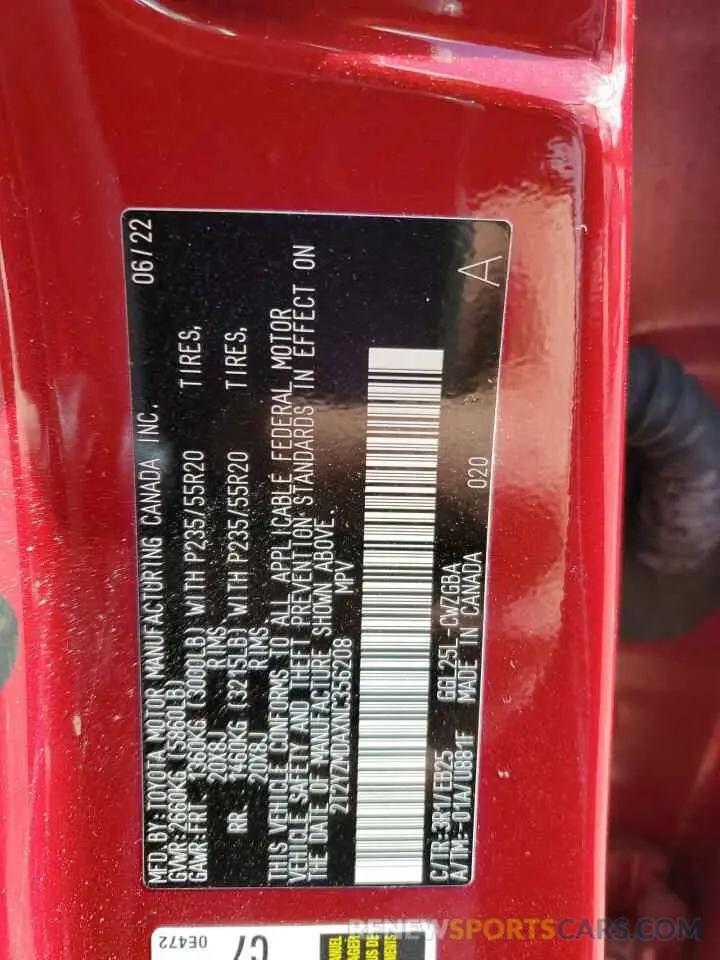 MFD.BY:TOYOTA MOTOR MANUFACTURING CANADA INC. 06/22
GVWR:2660KG(5860LB)
GAWR:FRT 1360KG (3000LB) WITH P235/55R20 TIRES,
20X8J RIMS
RR. 1460KG (3215LB) WITH P235/55R20 TIRES,
20X8J RIMS
THIS VEHICLE CONFORMS TO ALL APPLICABLE FEDERAL MOTOR
VEHICLE SAFETY AND THEFT PREVENTION STANDARDS IN EFFECT ON
THE DATE OF MANUFACTURE SHOWN ABOVE.
2T2YZMDAXNC356208 MPV
C/TR:3R1/EB25 GGL25L-CWZGBA
A/TM:-01A/U881F MADE IN CANADA 020 A
C7
0E472
RENEWSPORTCARS.COM